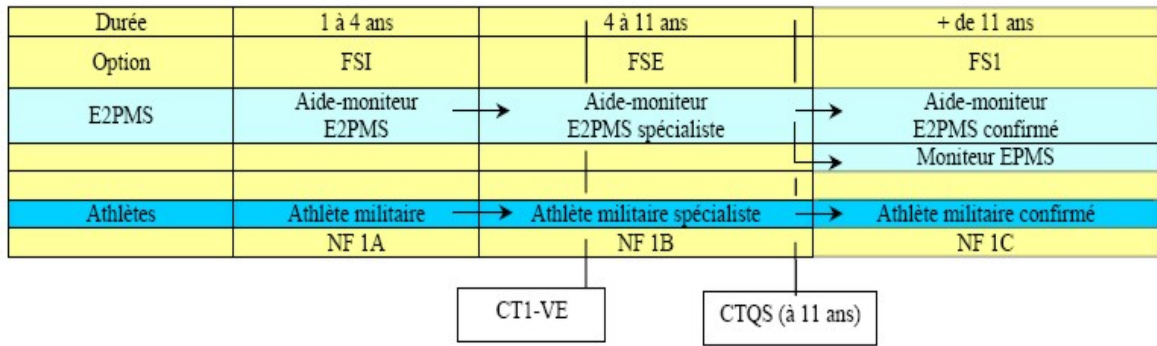 Durée 1 à 4 ans 4 à 11 ans + de 11 ans
Option FSI FSE FS1
E2PMS Aide-moniteur E2PMS Aide-moniteur E2PMS spécialiste Aide-moniteur E2PMS confirmé
Moniteur EPMS
Athlètes Athlète militaire Athlète militaire spécialiste Athlète militaire confirmé
NF 1A NF 1B NF 1C
CT1-VE CTQS (à 11 ans)